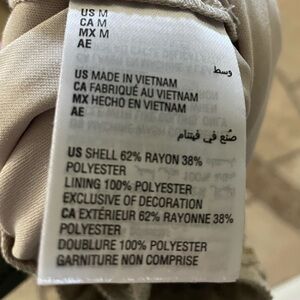 US M
CA M
MX M
AE
وسط
US MADE IN VIETNAM
CA FABRIQUÉ AU VIETNAM
MX HECHO EN VIETNAM
AE
صُنع في فيتنام
US SHELL 62% RAYON 38%
POLYESTER
LINING 100% POLYESTER
EXCLUSIVE OF DECORATION
CA EXTÉRIEUR 62% RAYONNE 38%
POLYESTER
DOUBLURE 100% POLYESTER
GARNITURE NON COMPRISE